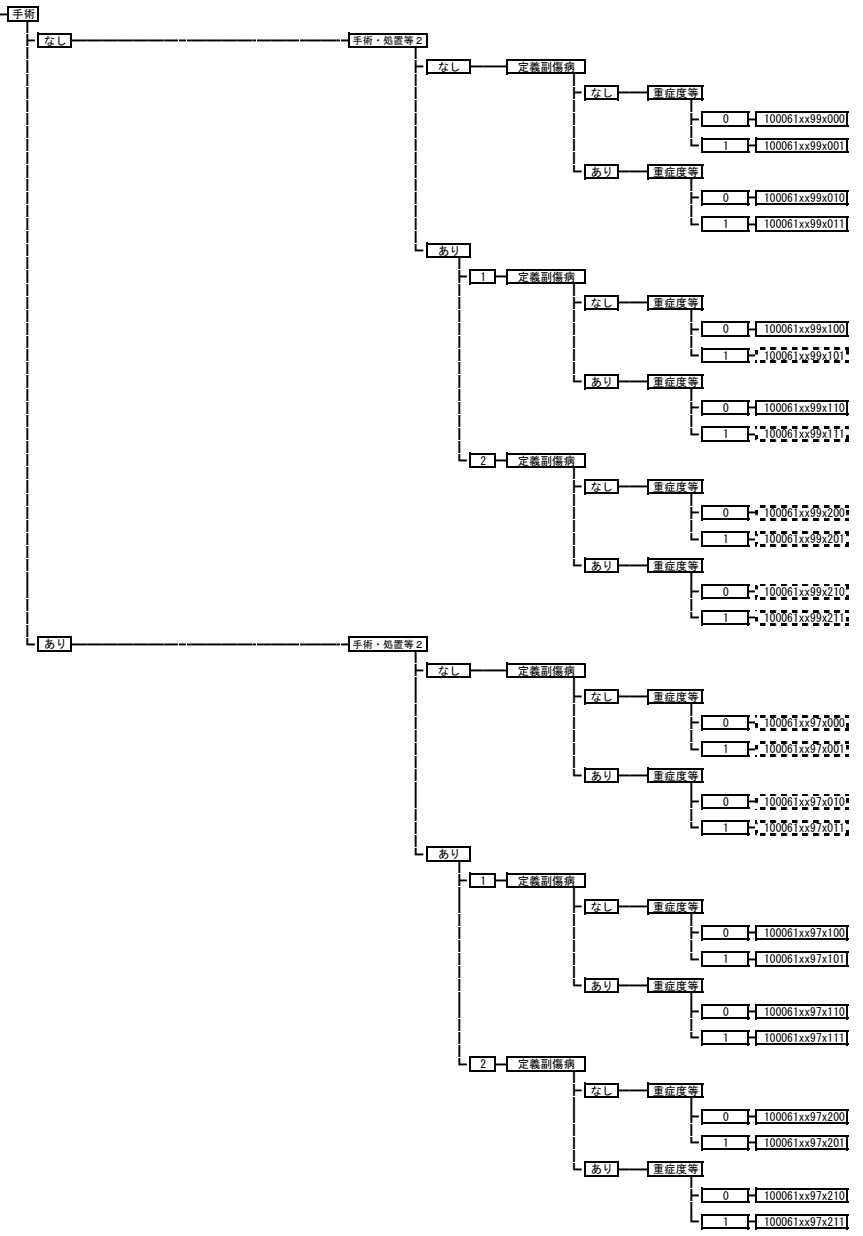 手術
なし 手術・処置等２
なし 定義副傷病
なし 重症度等
0 100061xx99x000
1 100061xx99x001
あり 重症度等
0 100061xx99x010
1 100061xx99x011
あり
1 定義副傷病
なし 重症度等
0 100061xx99x100
1 100061xx99x101
あり 重症度等
0 100061xx99x110
1 100061xx99x111
2 定義副傷病
なし 重症度等
0 100061xx99x200
1 100061xx99x201
あり 重症度等
0 100061xx99x210
1 100061xx99x211
あり 手術・処置等２
なし 定義副傷病
なし 重症度等
0 100061xx97x000
1 100061xx97x001
あり 重症度等
0 100061xx97x010
1 100061xx97x011
あり
1 定義副傷病
なし 重症度等
0 100061xx97x100
1 100061xx97x101
あり 重症度等
0 100061xx97x110
1 100061xx97x111
2 定義副傷病
なし 重症度等
0 100061xx97x200
1 100061xx97x201
あり 重症度等
0 100061xx97x210
1 100061xx97x211